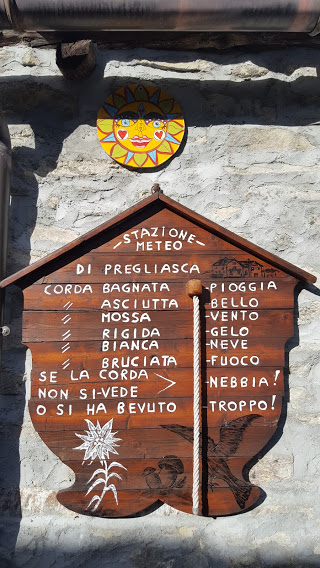 -STAZIONE-
METEO
DI PREGLIASCA
CORDA BAGNATA - PIOGGIA
〃 ASCIUTTA - BELLO
〃 MOSSA - VENTO
〃 RIGIDA - GELO
〃 BIANCA - NEVE
〃 BRUCIATA - FUOCO
SE LA CORDA
NON SI-VEDE > - NEBBIA!
O SI HA BEVUTO - TROPPO!